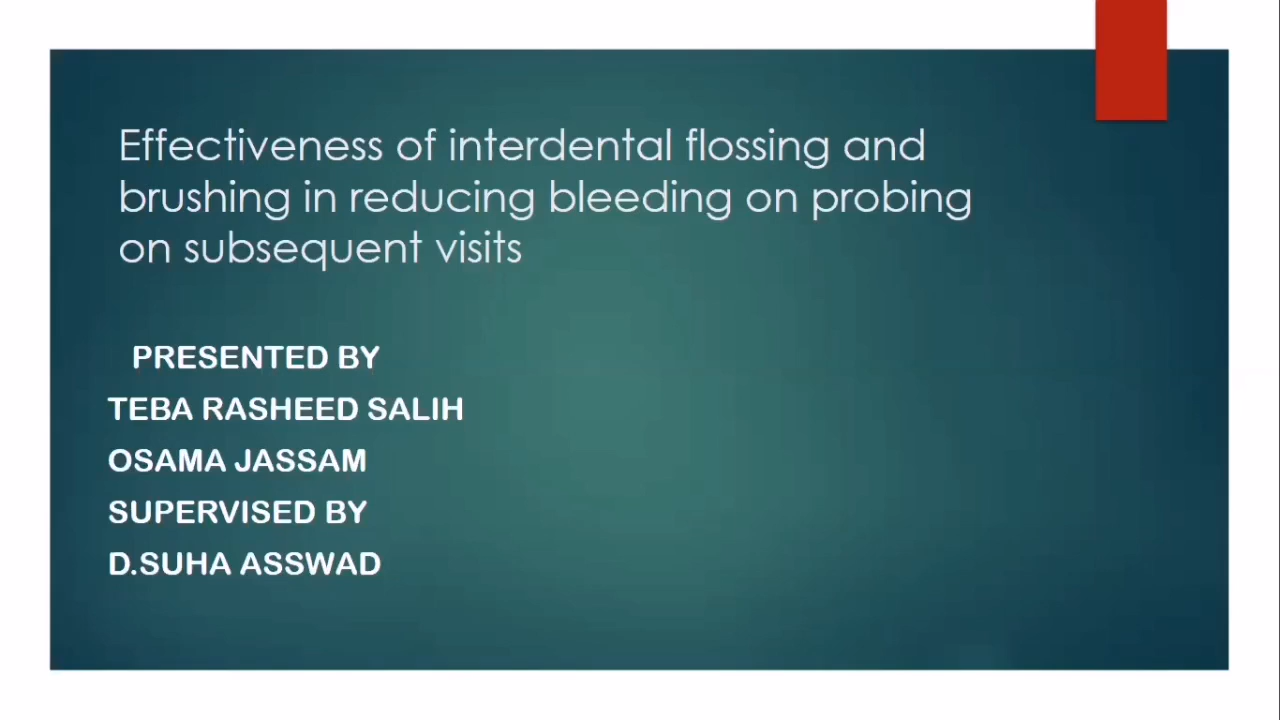 Effectiveness of interdental flossing and
brushing in reducing bleeding on probing
on subsequent visits
PRESENTED BY
TEBA RASHEED SALIH
OSAMA JASSAM
SUPERVISED BY
D.SUHA ASSWAD